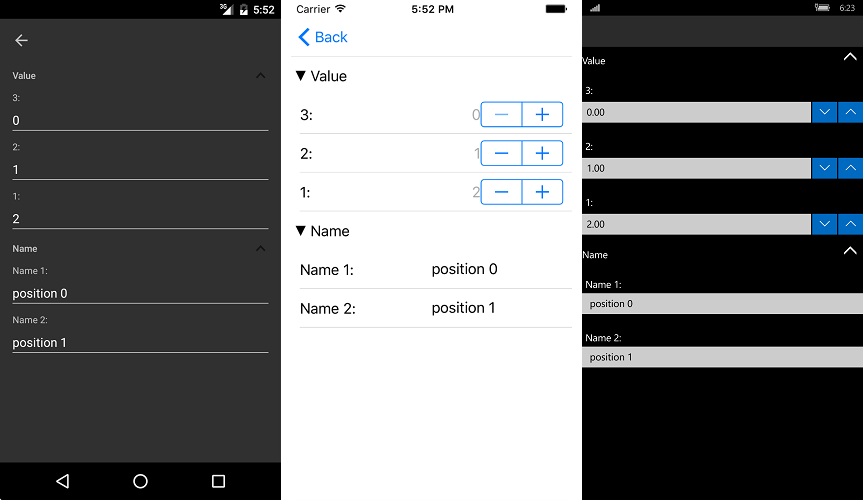 3G 5:52
Value
3:
0
2:
1
1:
2
Name
Name 1:
position 0
Name 2:
position 1
Carrier 5:52 PM
Back
Value
3: 0 − +
2: 1 − +
1: 2 − +
Name
Name 1: position 0
Name 2: position 1
6:23
Value
3:
0.00
2:
1.00
1:
2.00
Name
Name 1:
position 0
Name 2:
position 1